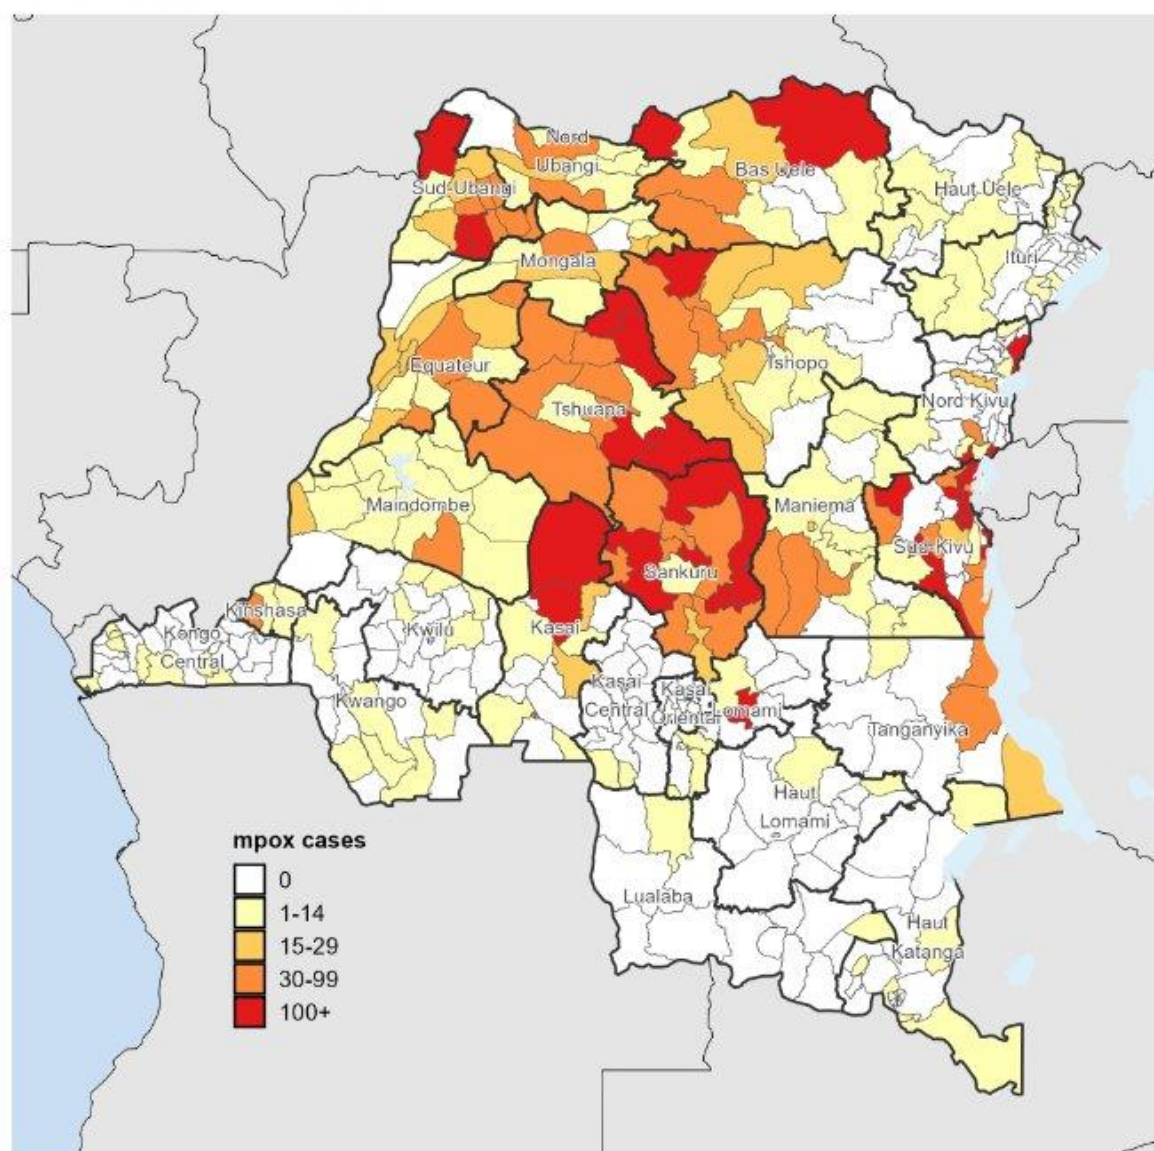 Nord
Ubangi
Sud-Ubangi
Bas Uele
Haut Uele
Mongala
Ituri
Equateur
Tshopo
Nord Kivu
Tshuapa
Maindombe
Maniema
Sud-Kivu
Sankuru
Kinshasa
Kongo
Central
Kwilu
Kasai
Kwango
Kasai
Central
Kasai
Oriental
Lomami
Tanganyika
Haut
Lomami
mpox cases
0
1-14
15-29
30-99
100+
Lualaba
Haut
Katanga